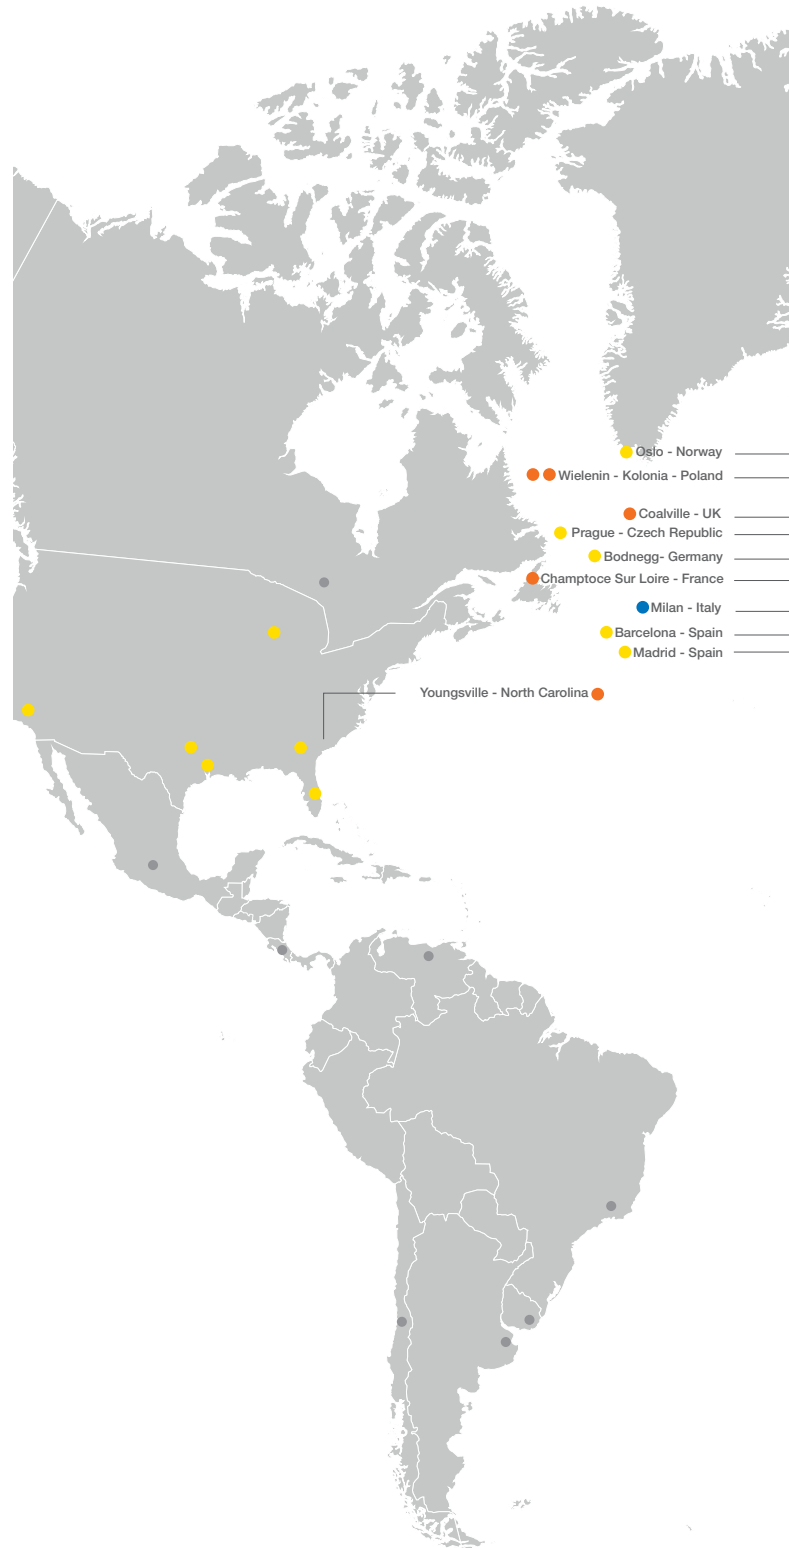 Oslo - Norway
Wielenin - Kolonia - Poland
Coalville - UK
Prague - Czech Republic
Bodnegg- Germany
Champtoce Sur Loire - France
Milan - Italy
Barcelona - Spain
Madrid - Spain
Youngsville - North Carolina